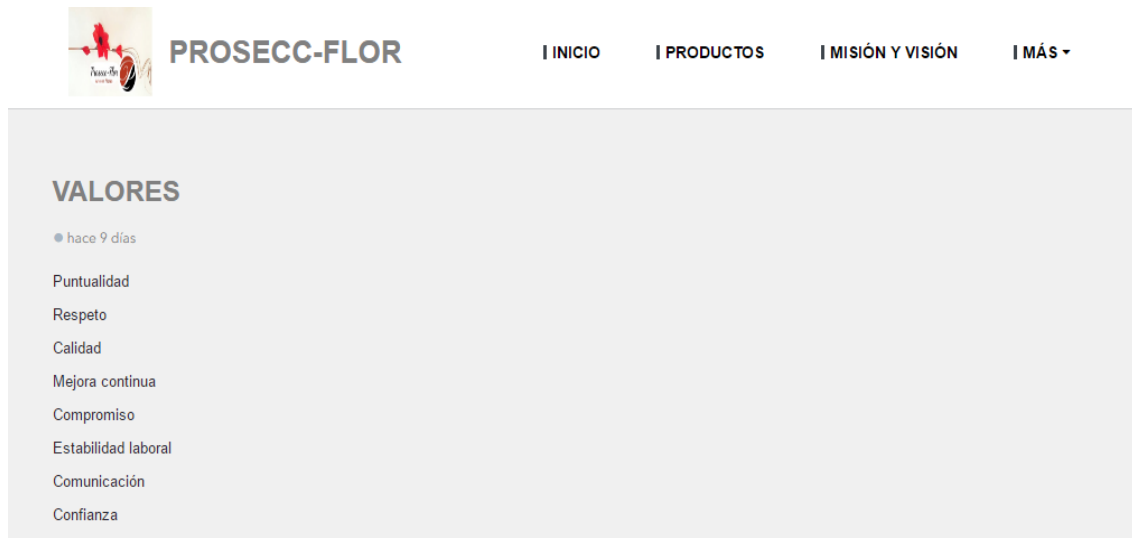 PROSECC-FLOR
INICIO
PRODUCTOS
MISIÓN Y VISIÓN
MÁS
VALORES
hace 9 días
Puntualidad
Respeto
Calidad
Mejora continua
Compromiso
Estabilidad laboral
Comunicación
Confianza